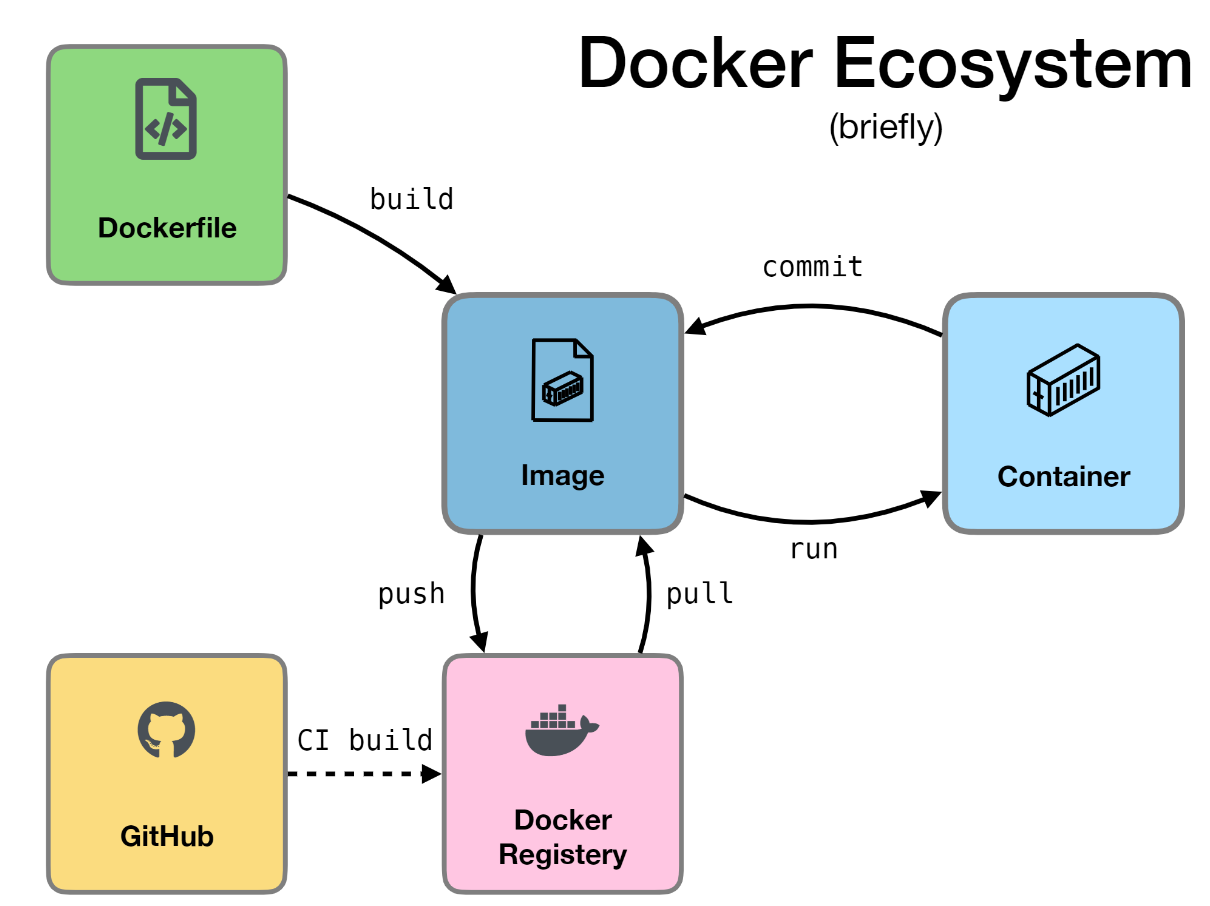 Docker Ecosystem
(briefly)
Dockerfile
build
commit
Image
Container
run
push
pull
CI build
GitHub
Docker
Registery